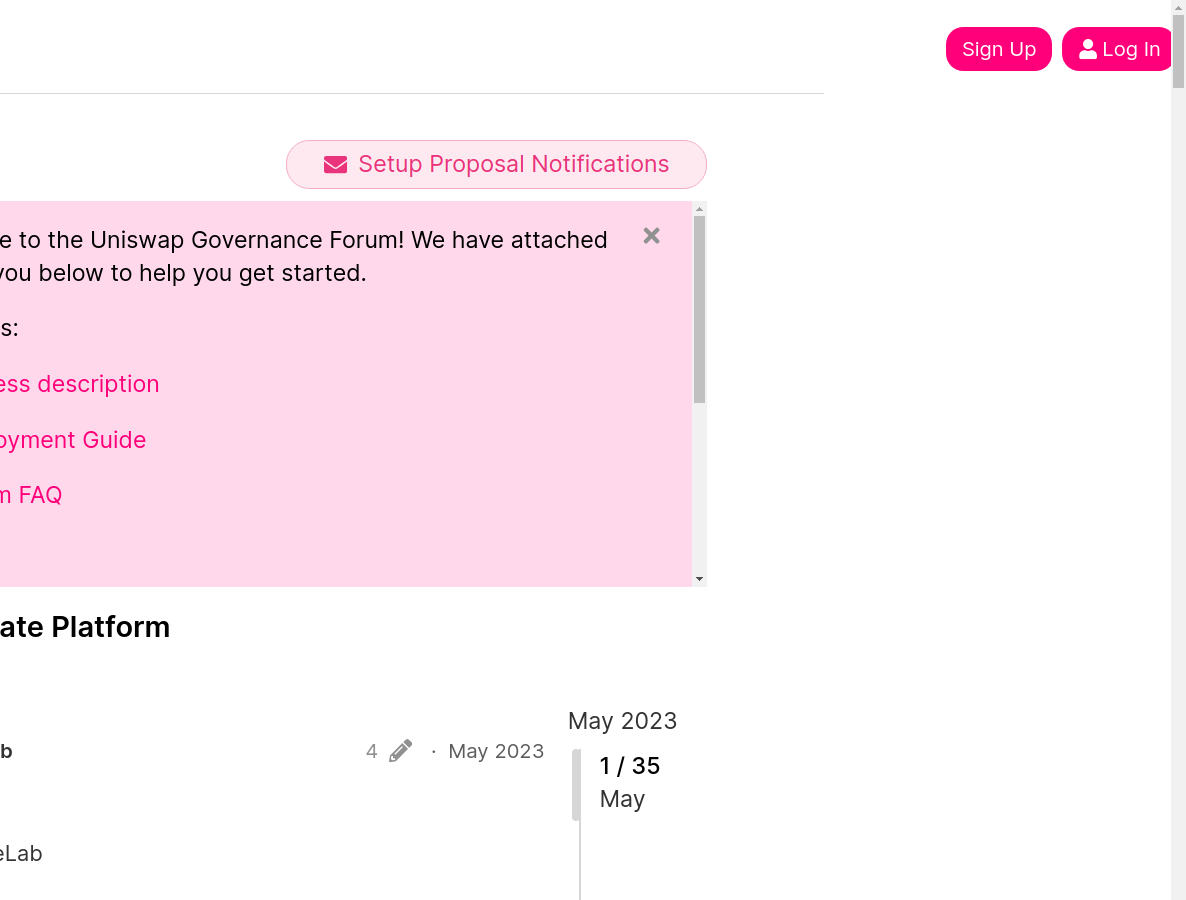 Sign Up
Log In
Setup Proposal Notifications
e to the Uniswap Governance Forum! We have attached
you below to help you get started.
s:
ess description
oyment Guide
m FAQ
ate Platform
May 2023
b
4
· May 2023
1 / 35
May
eLab